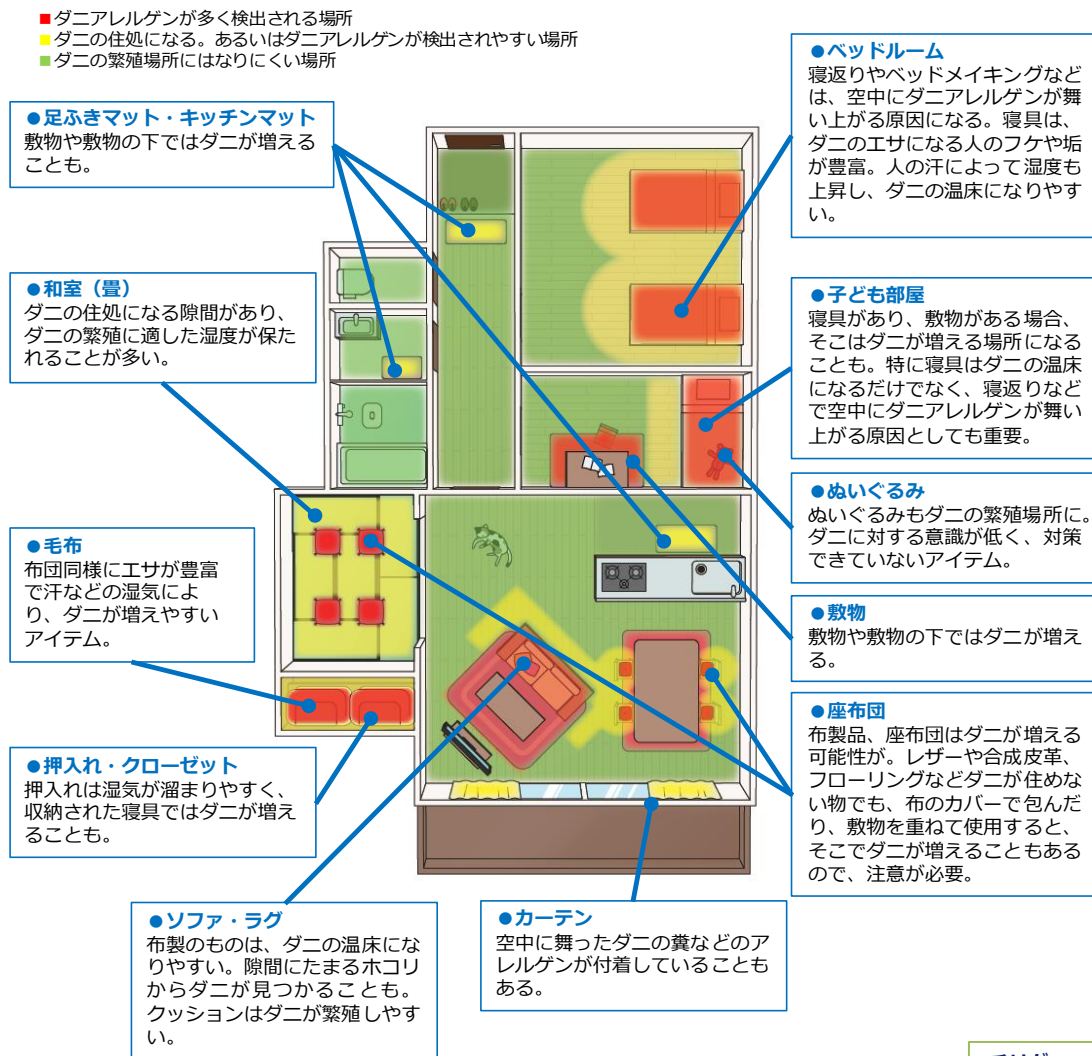 ■ダニアレルゲンが多く検出される場所
■ダニの住処になる。あるいはダニアレルゲンが検出されやすい場所
■ダニの繁殖場所にはなりにくい場所
●足ふきマット・キッチンマット
敷物や敷物の下ではダニが増える
ことも。
●和室（畳）
ダニの住処になる隙間があり、
ダニの繁殖に適した湿度が保た
れることが多い。
●毛布
布団同様にエサが豊富
で汗などの湿気によ
り、ダニが増えやすい
アイテム。
●押入れ・クローゼット
押入れは湿気が溜まりやすく、
収納された寝具ではダニが増え
ることも。
●ソファ・ラグ
布製のものは、ダニの温床にな
りやすい。隙間にたまるホコリ
からダニが見つかることも。
クッションはダニが繁殖しやす
い。
●カーテン
空中に舞ったダニの糞などのア
レルゲンが付着していることも
ある。
●ベッドルーム
寝返りやベッドメイキングなど
は、空中にダニアレルゲンが舞
い上がる原因になる。寝具は、
ダニのエサになる人のフケや垢
が豊富。人の汗によって湿度も
上昇し、ダニの温床になりやす
い。
●子ども部屋
寝具があり、敷物がある場合、
そこはダニが増える場所になる
ことも。特に寝具はダニの温床
になるだけでなく、寝返りなど
で空中にダニアレルゲンが舞い
上がる原因としても重要。
●ぬいぐるみ
ぬいぐるみもダニの繁殖場所に。
ダニに対する意識が低く、対策
できていないアイテム。
●敷物
敷物や敷物の下ではダニが増え
る。
●座布団
布製品、座布団はダニが増える
可能性が。レザーや合成皮革、
フローリングなどダニが住めな
い物でも、布のカバーで包んだ
り、敷物を重ねて使用すると、
そこでダニが増えることもある
ので、注意が必要。